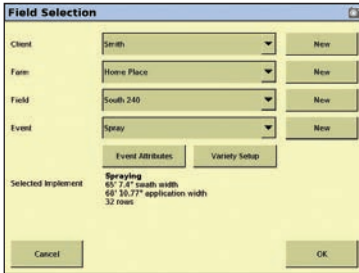 Field Selection
Client Smith New
Farm Home Place New
Field South 240 New
Event Spray New
Event Attributes Variety Setup
Selected Implement Spraying
65' 7.4" swath width
68' 10.77" application width
32 rows
Cancel OK